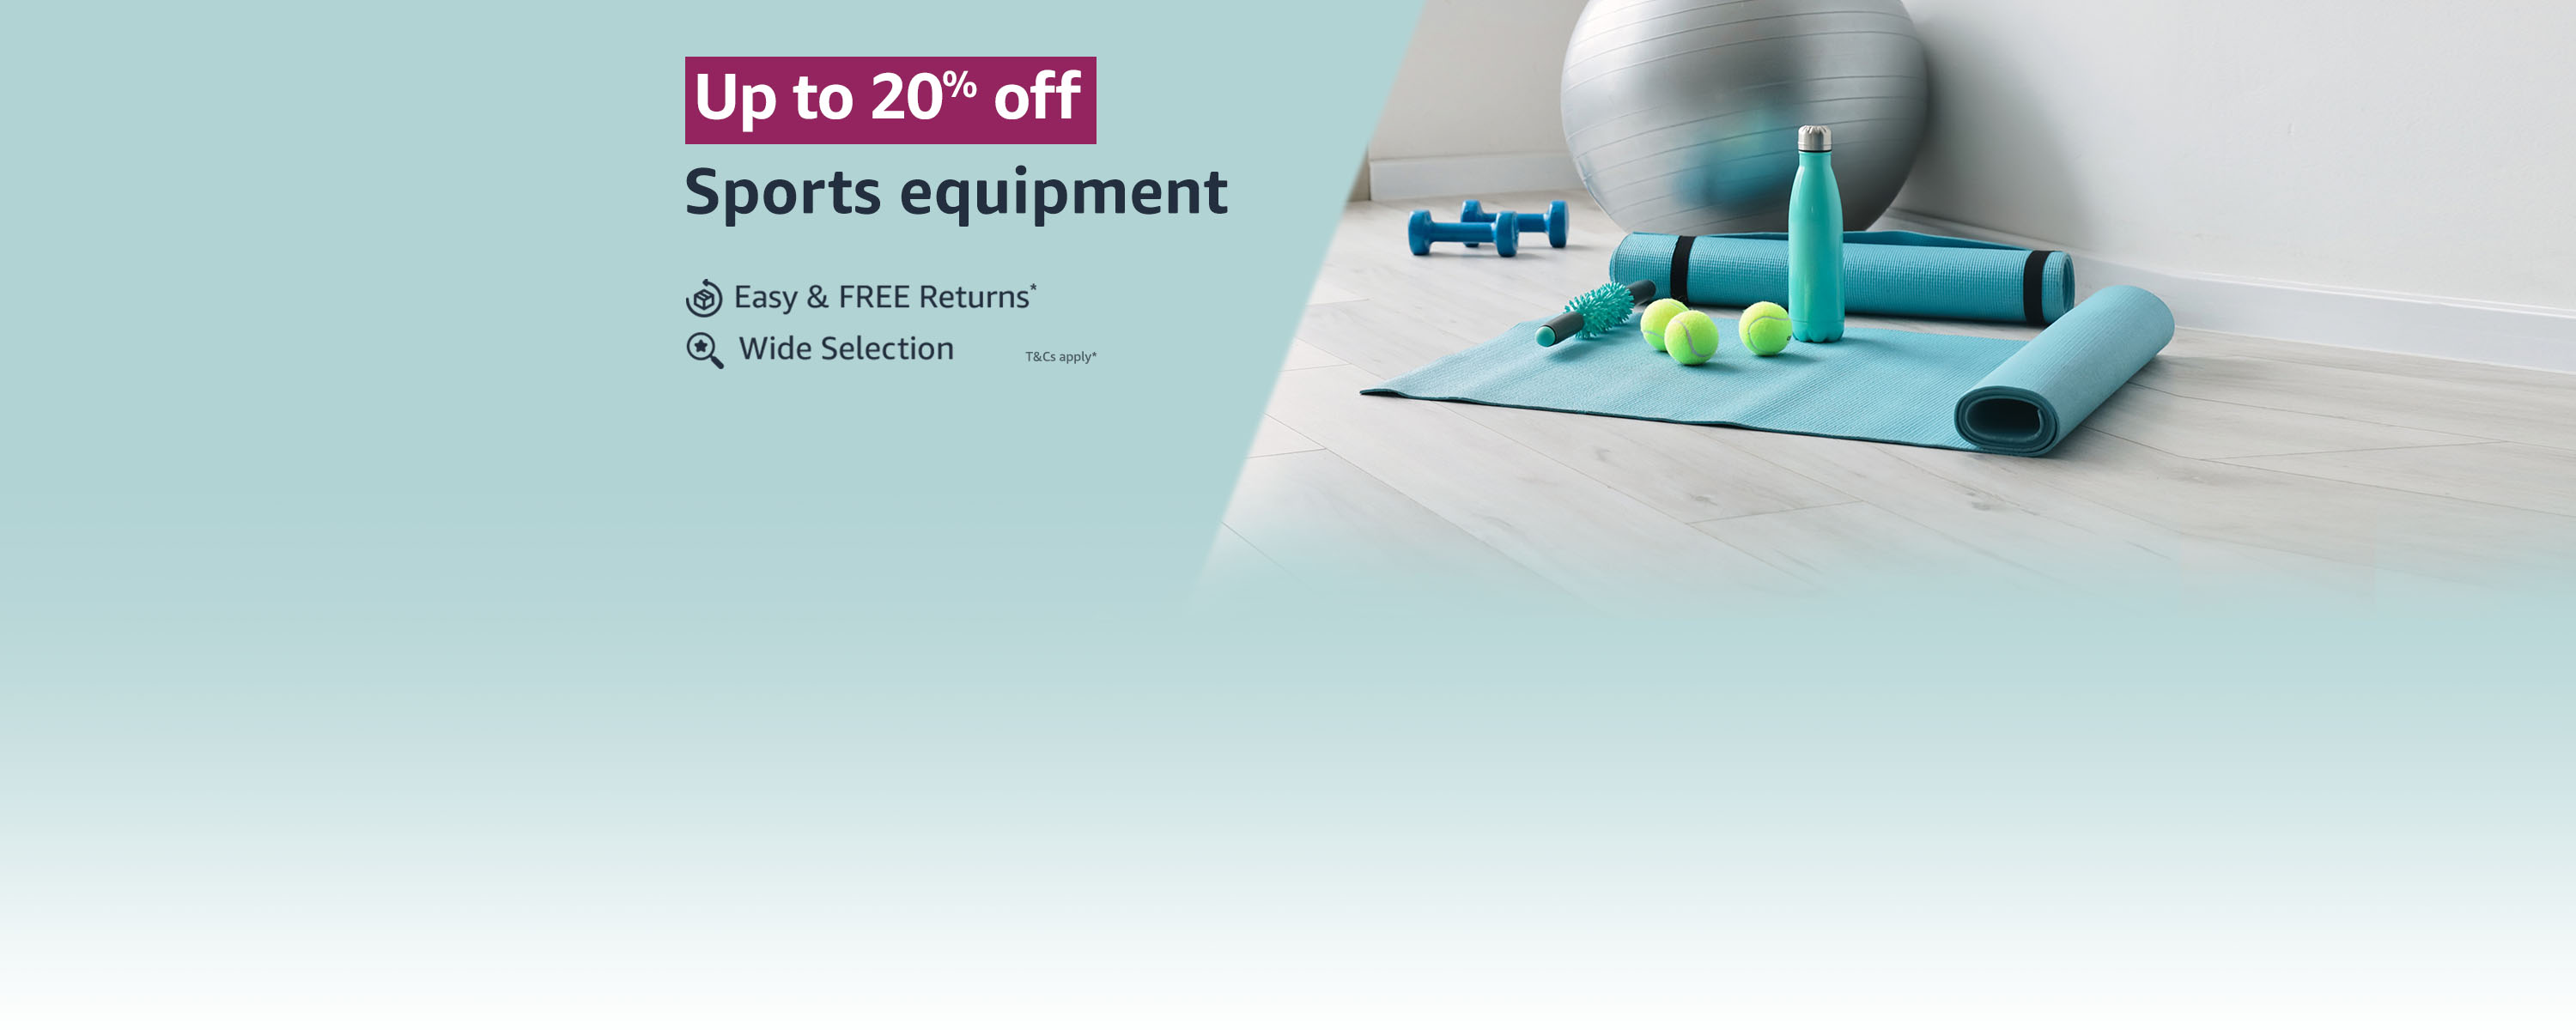 Up to 20% off
Sports equipment
Easy & FREE Returns*
Wide Selection
T&Cs apply*